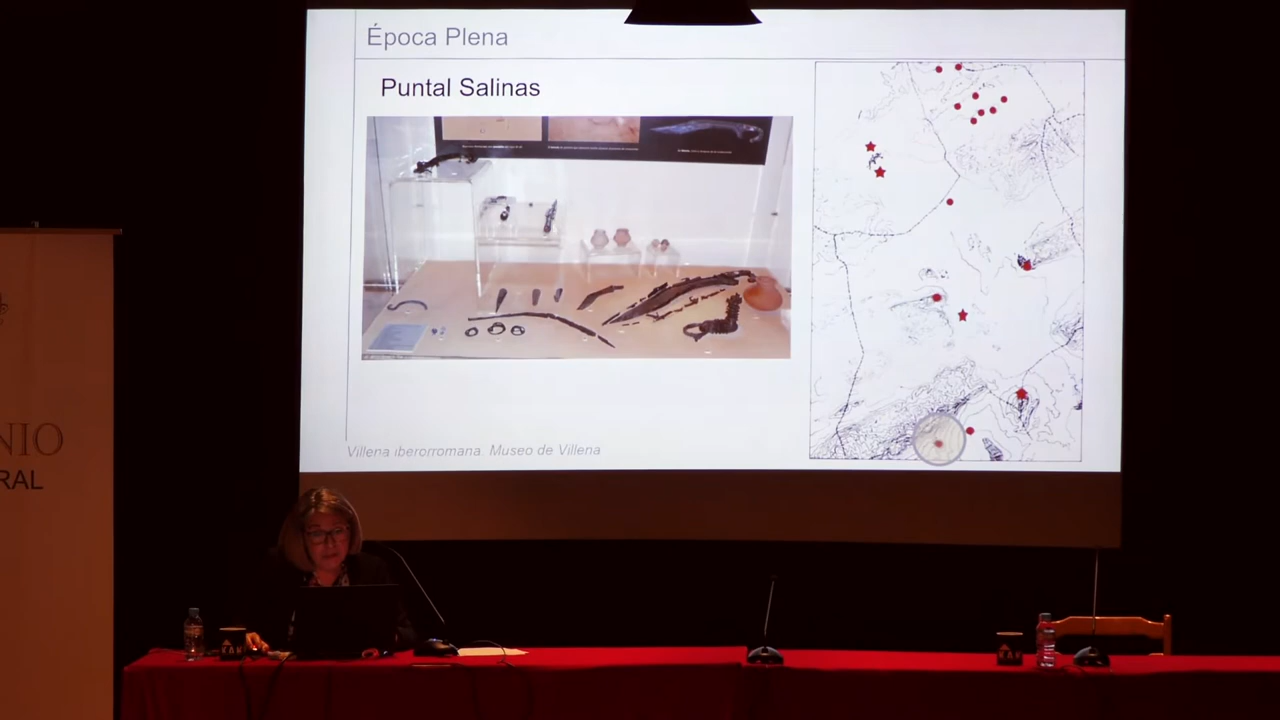 Época Plena
Puntal Salinas
Villena iberorromana. Museo de Villena
NIO
RAL